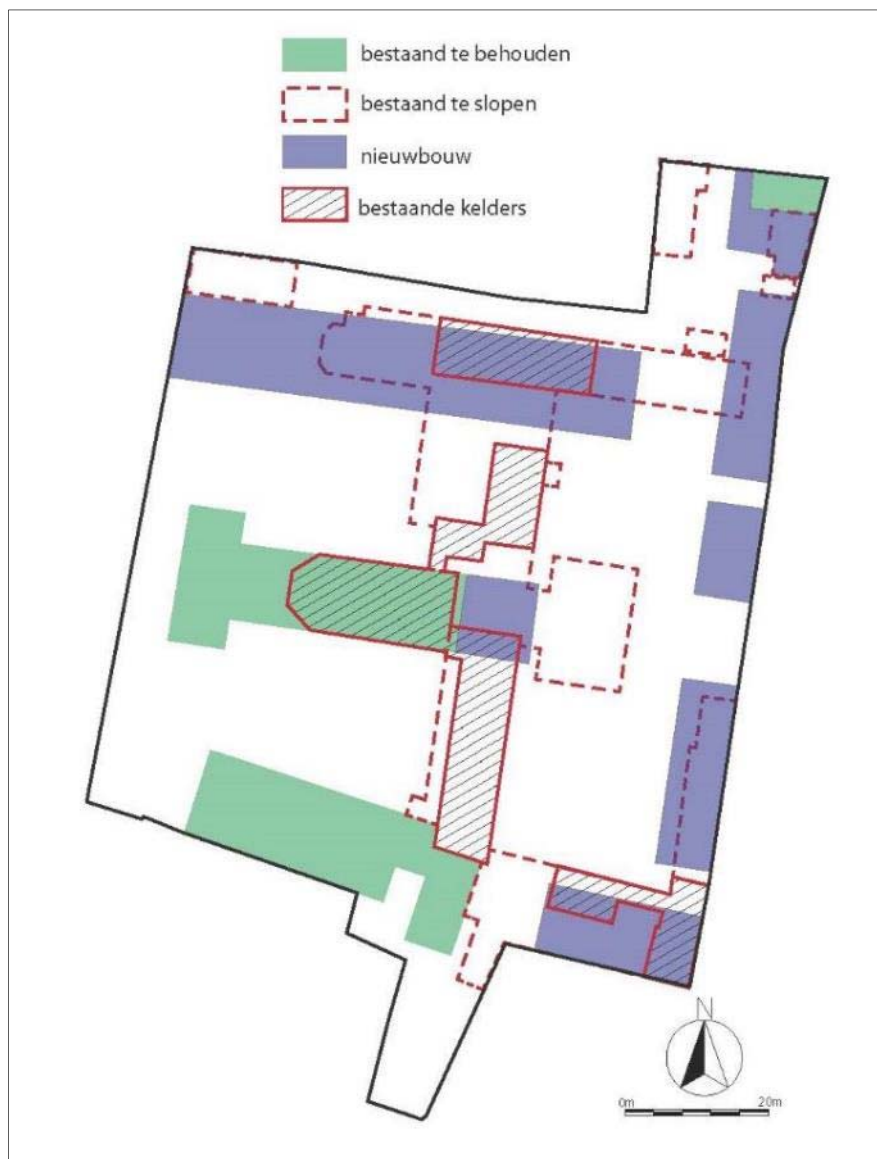 bestaand te behouden
bestaand te slopen
nieuwbouw
bestaande kelders
N
0m 20m